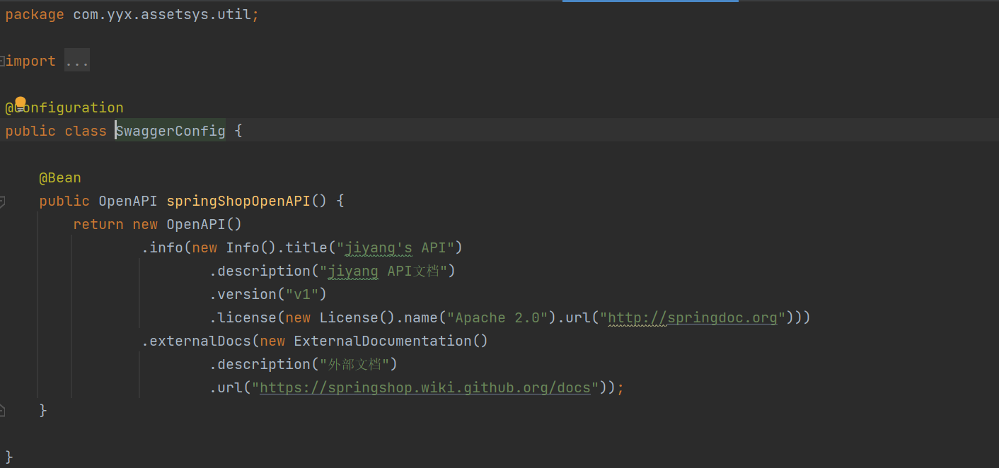 package com.yyx.assetsys.util;
import ...
@Configuration
public class SwaggerConfig {
@Bean
public OpenAPI springShopOpenAPI() {
return new OpenAPI()
.info(new Info().title("jiyang's API")
.description("jiyang API文档")
.version("v1")
.license(new License().name("Apache 2.0").url("http://springdoc.org")))
.externalDocs(new ExternalDocumentation()
.description("外部文档")
.url("https://springshop.wiki.github.org/docs"));
}
}